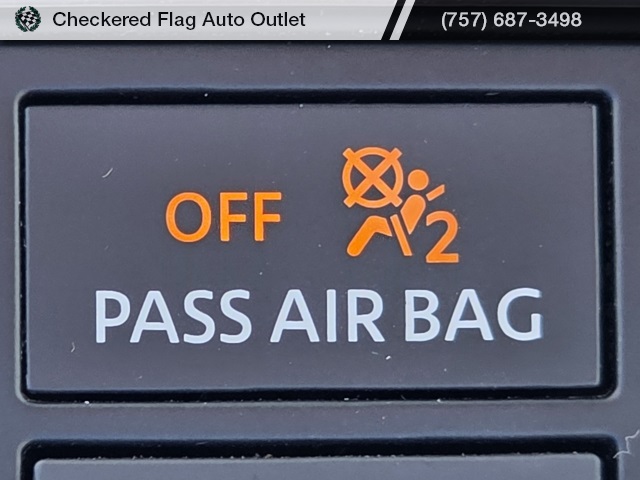 Checkered Flag Auto Outlet (757) 687-3498
OFF 2
PASS AIR BAG